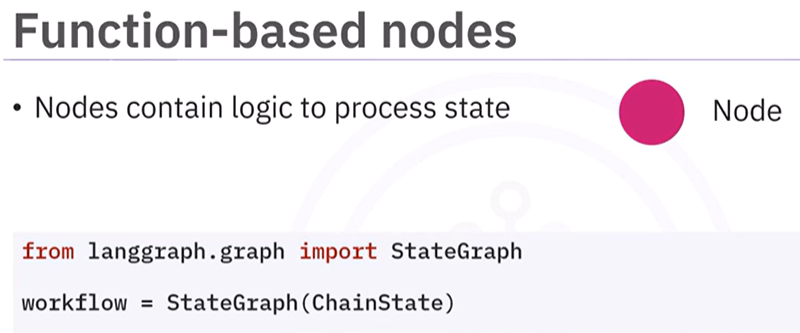 Function-based nodes
• Nodes contain logic to process state
Node
from langgraph.graph import StateGraph
workflow = StateGraph(ChainState)